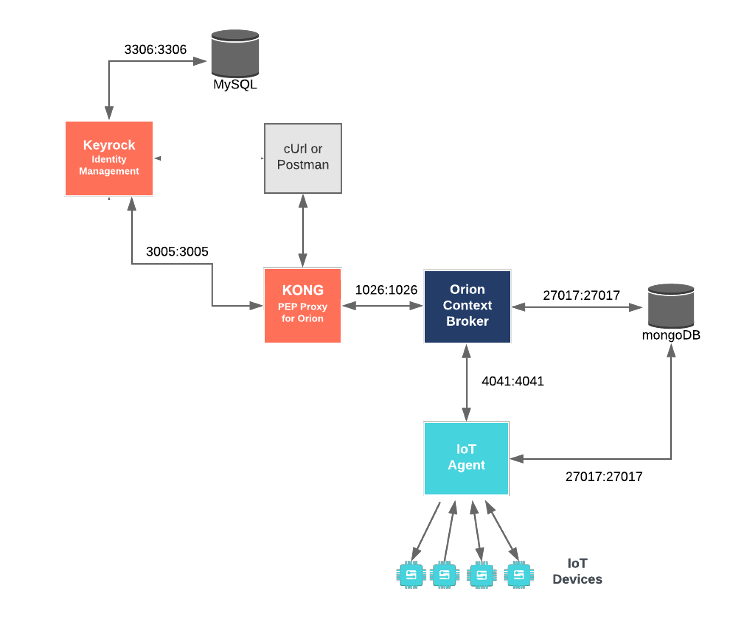 3306:3306
MySQL
Keyrock
Identity
Management
cUrl or
Postman
3005:3005
KONG
PEP Proxy
for Orion
1026:1026
Orion
Context
Broker
27017:27017
mongoDB
4041:4041
IoT
Agent
27017:27017
IoT
Devices